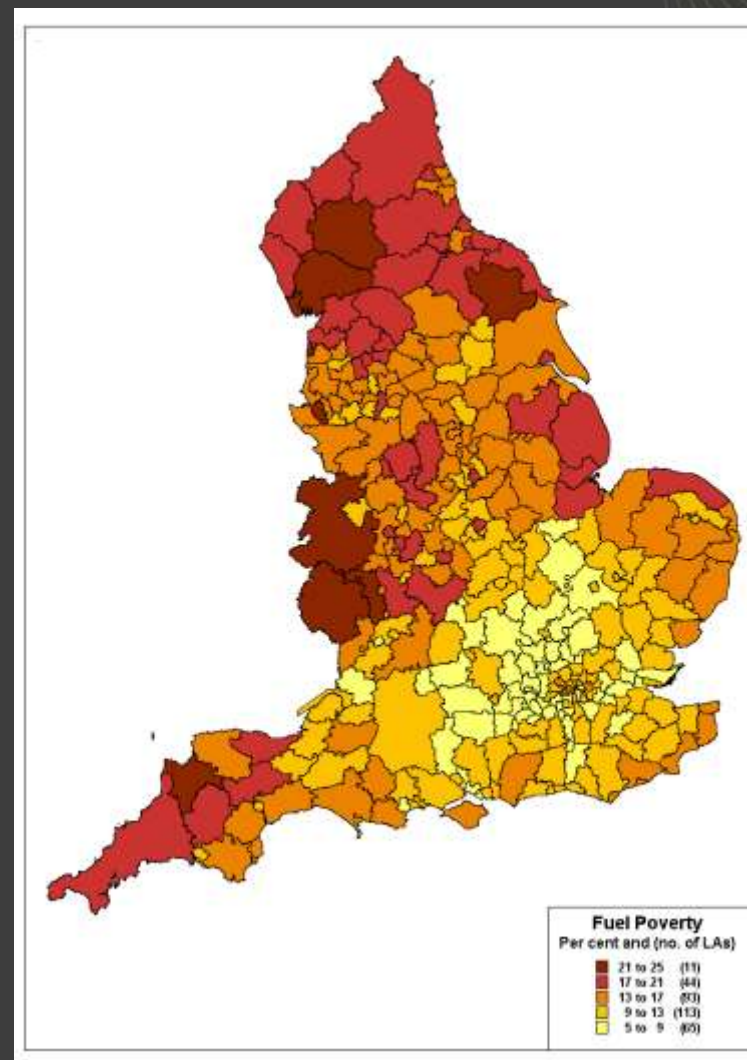 Fuel Poverty
Per cent and (no. of LAs)
21 to 25 (11)
17 to 21 (44)
13 to 17 (93)
9 to 13 (113)
5 to 9 (65)